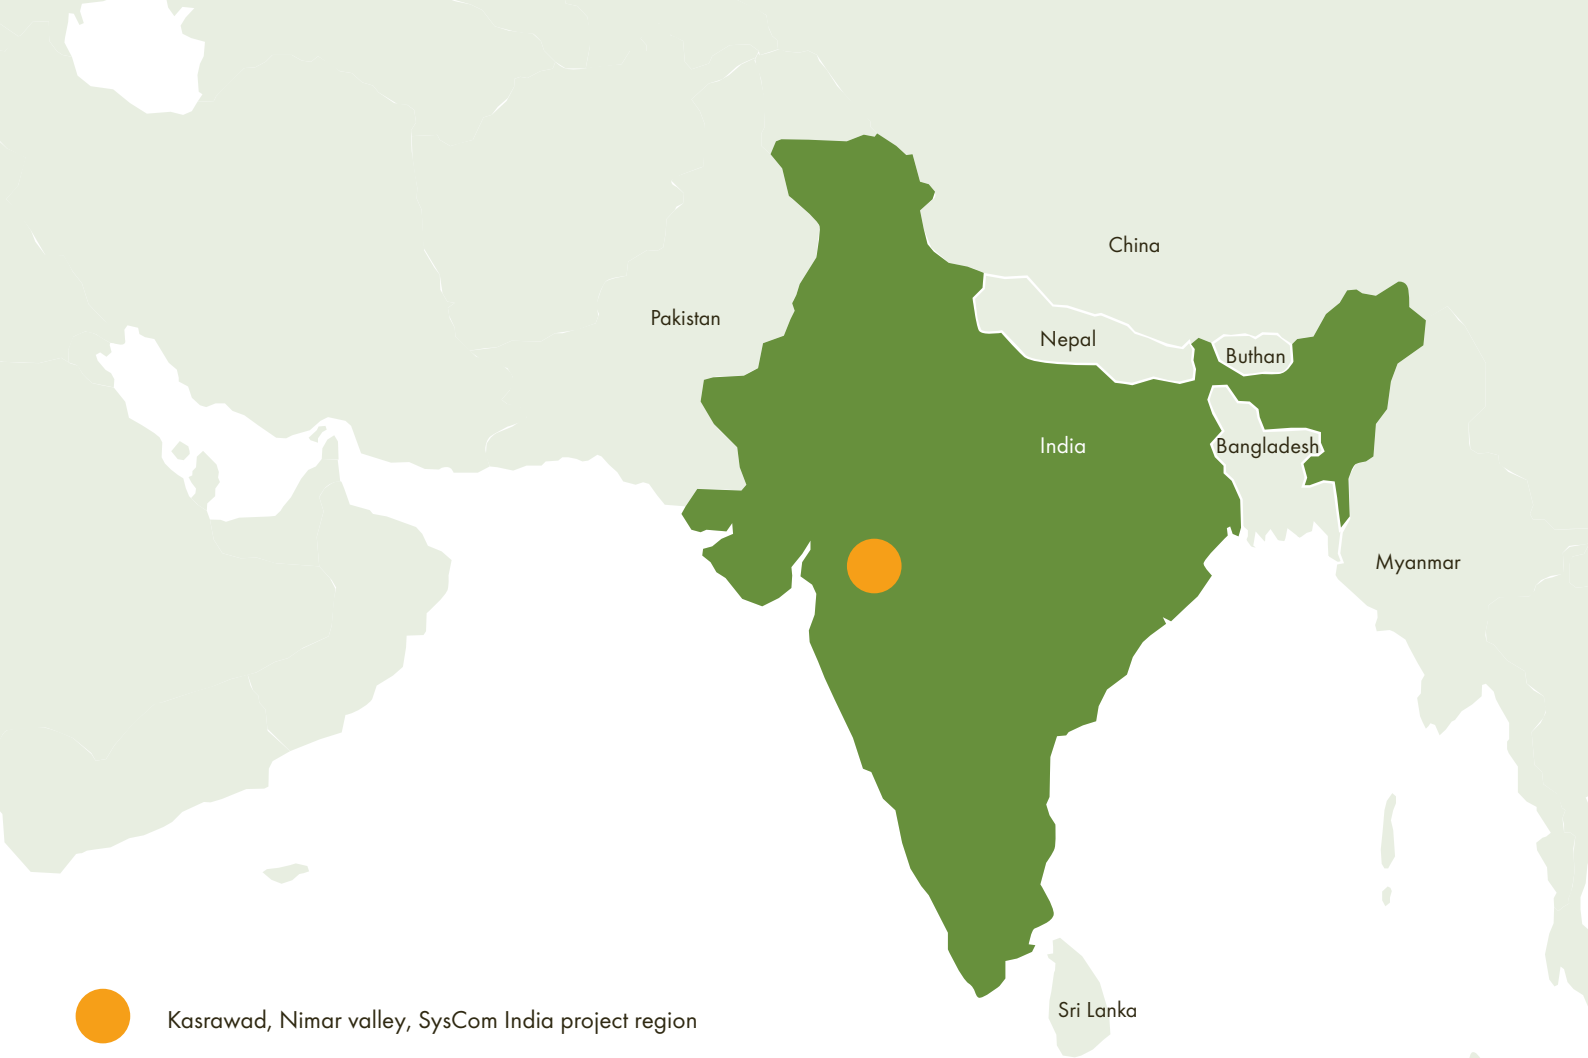 China
Pakistan
Nepal
Buthan
India
Bangladesh
Myanmar
Sri Lanka
Kasrawad, Nimar valley, SysCom India project region